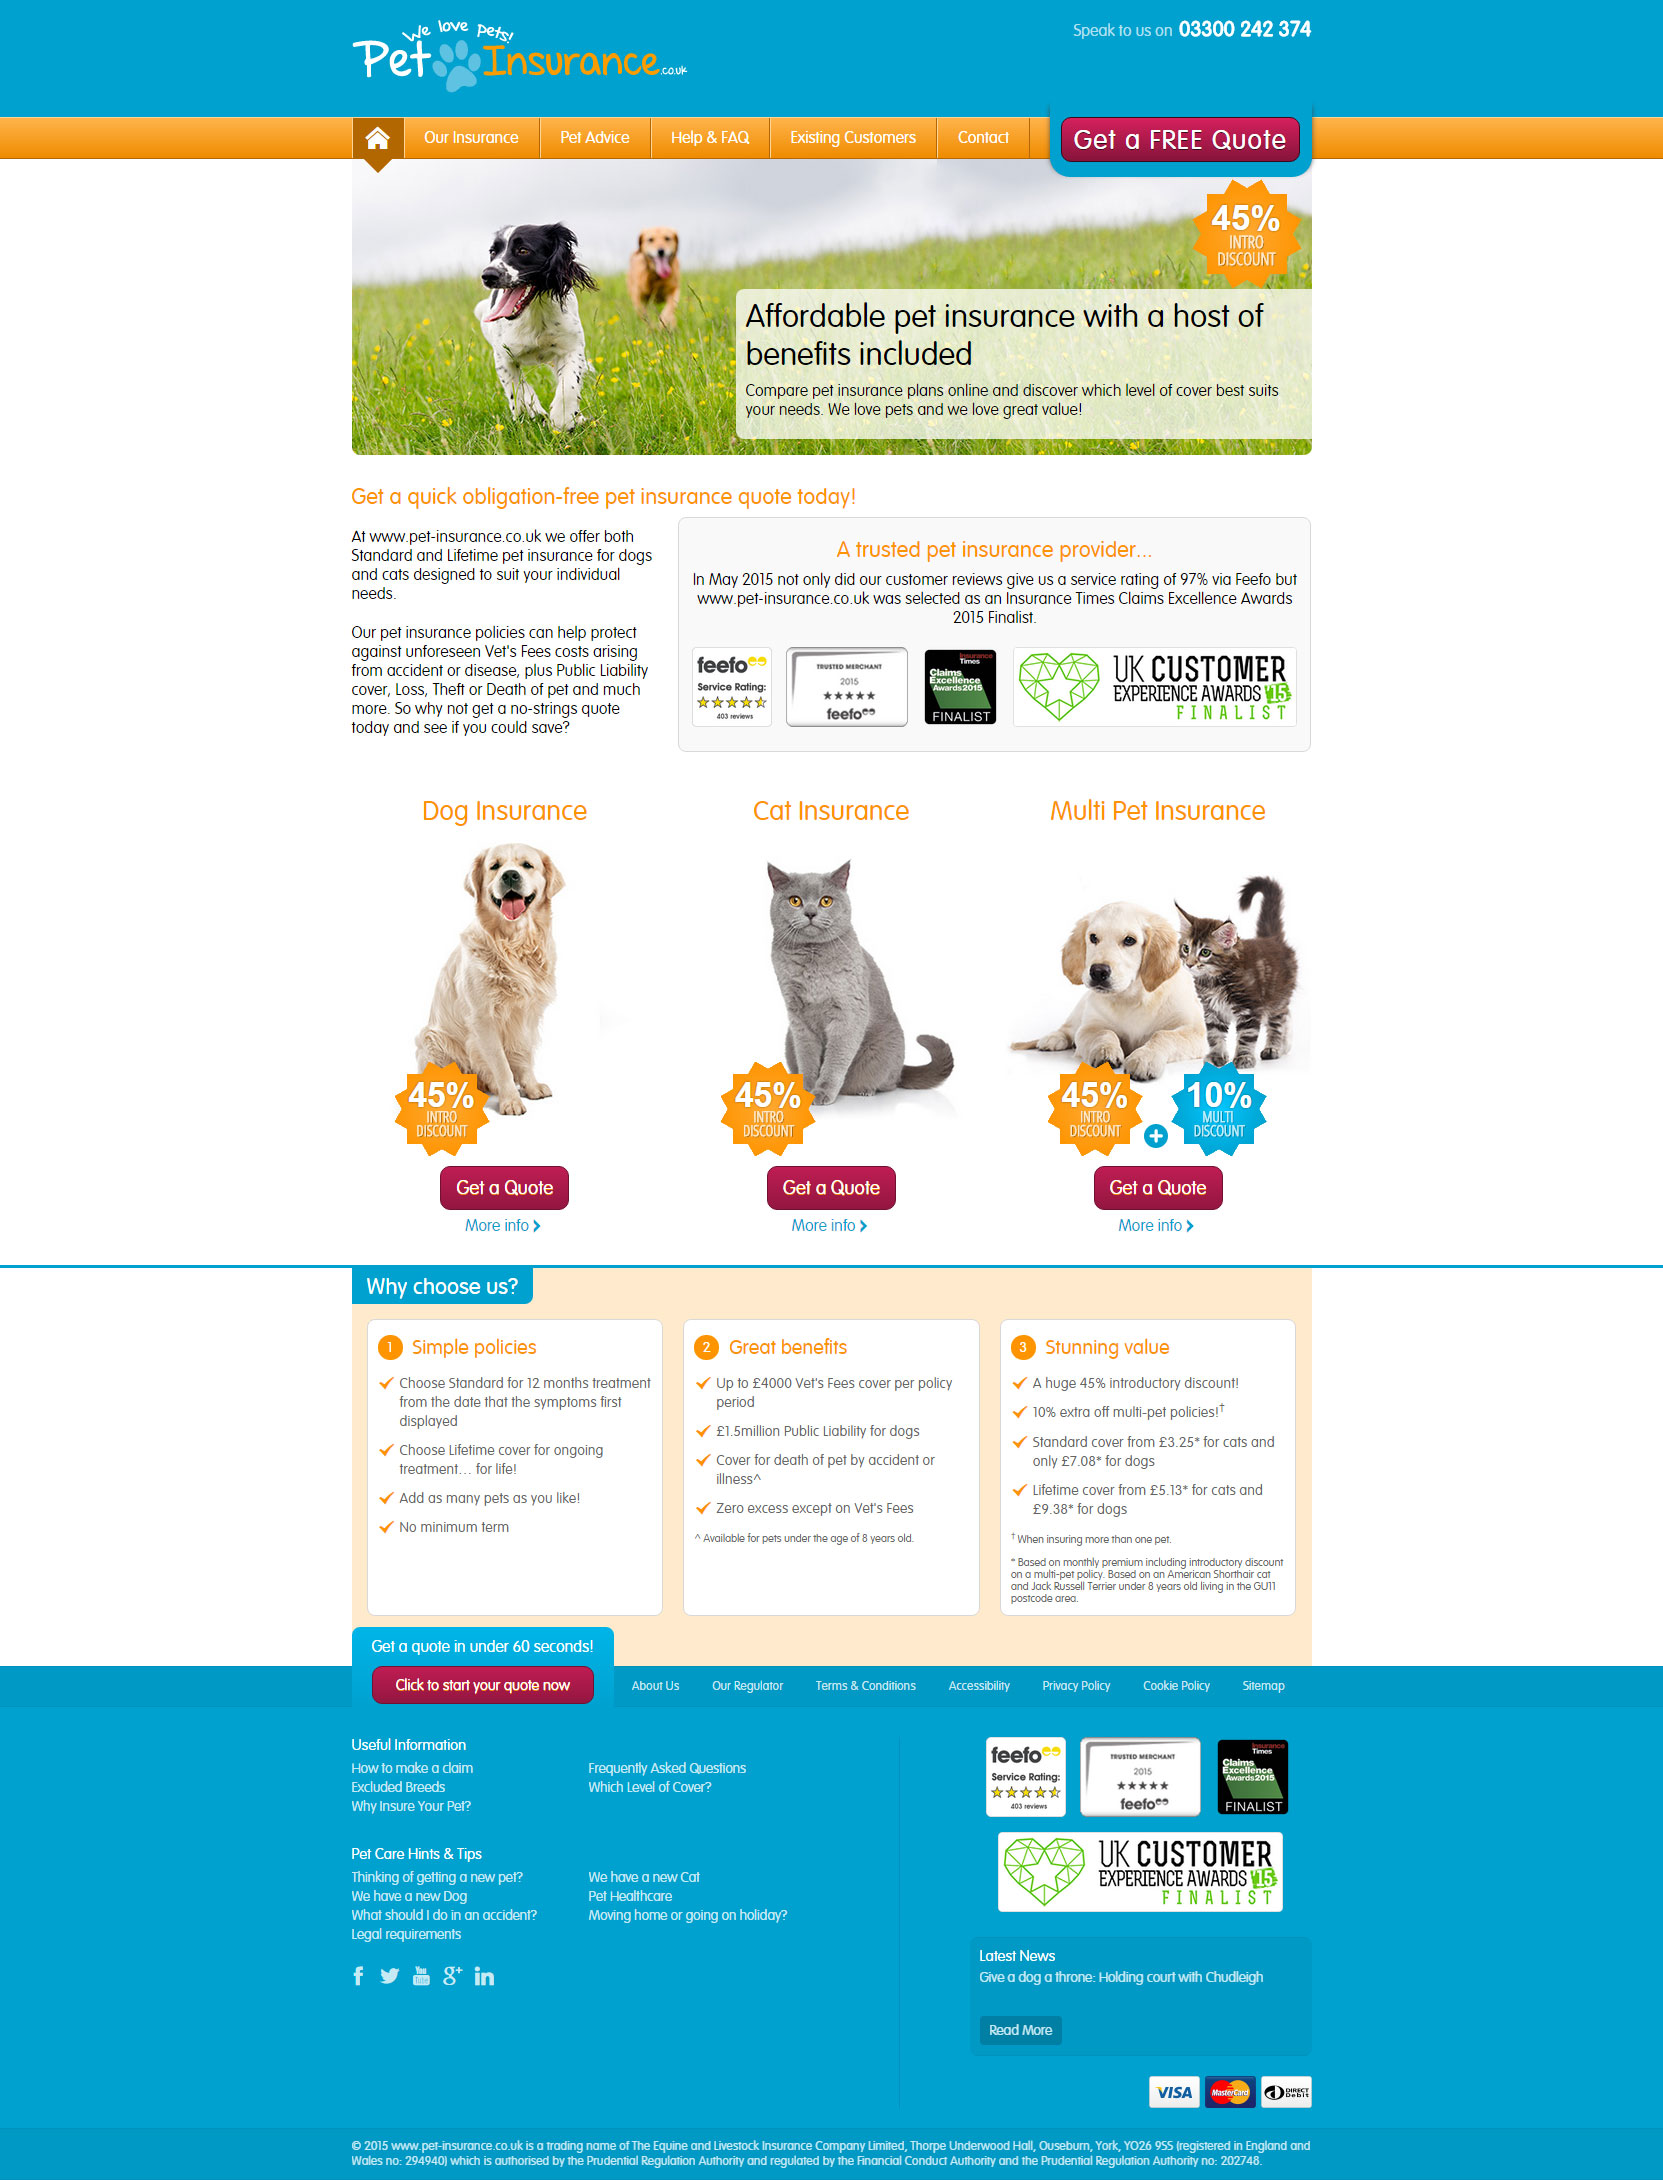 We love pets!
Pet Insurance.co.uk
Speak to us on 03300 242 374
Our Insurance
Pet Advice
Help & FAQ
Existing Customers
Contact
Get a FREE Quote
45%
INTRO
DISCOUNT
Affordable pet insurance with a host of
benefits included
Compare pet insurance plans online and discover which level of cover best suits
your needs. We love pets and we love great value!
Get a quick obligation-free pet insurance quote today!
At www.pet-insurance.co.uk we offer both
Standard and Lifetime pet insurance for dogs
and cats designed to suit your individual
needs.
Our pet insurance policies can help protect
against unforeseen Vet's Fees costs arising
from accident or disease, plus Public Liability
cover, Loss, Theft or Death of pet and much
more. So why not get a no-strings quote
today and see if you could save?
A trusted pet insurance provider...
In May 2015 not only did our customer reviews give us a service rating of 97% via Feefo but
www.pet-insurance.co.uk was selected as an Insurance Times Claims Excellence Awards
2015 Finalist.
feefo
Service Rating:
403 reviews
TRUSTED MERCHANT
2015
feefo
Insurance
Times
Claims
Excellence
Awards2015
FINALIST
UK CUSTOMER
EXPERIENCE AWARDS '15
FINALIST
Dog Insurance
45%
INTRO
DISCOUNT
Get a Quote
More info
Cat Insurance
45%
INTRO
DISCOUNT
Get a Quote
More info
Multi Pet Insurance
45%
INTRO
DISCOUNT
10%
MULTI
DISCOUNT
Get a Quote
More info
Why choose us?
1 Simple policies
Choose Standard for 12 months treatment
from the date that the symptoms first
displayed
Choose Lifetime cover for ongoing
treatment... for life!
Add as many pets as you like!
No minimum term
2 Great benefits
Up to £4000 Vet's Fees cover per policy
period
£1.5million Public Liability for dogs
Cover for death of pet by accident or
illness^
Zero excess except on Vet's Fees
^ Available for pets under the age of 8 years old.
3 Stunning value
A huge 45% introductory discount!
10% extra off multi-pet policies!†
Standard cover from £3.25* for cats and
only £7.08* for dogs
Lifetime cover from £5.13* for cats and
£9.38* for dogs
† When insuring more than one pet.
* Based on monthly premium including introductory discount
on a multi-pet policy. Based on an American Shorthair cat
and Jack Russell Terrier under 8 years old living in the GU11
postcode area.
Get a quote in under 60 seconds!
Click to start your quote now
About Us
Our Regulator
Terms & Conditions
Accessibility
Privacy Policy
Cookie Policy
Sitemap
Useful Information
How to make a claim
Excluded Breeds
Why Insure Your Pet?
Frequently Asked Questions
Which Level of Cover?
Pet Care Hints & Tips
Thinking of getting a new pet?
We have a new Dog
What should I do in an accident?
Legal requirements
We have a new Cat
Pet Healthcare
Moving home or going on holiday?
feefo
Service Rating:
403 reviews
TRUSTED MERCHANT
2015
feefo
Insurance
Times
Claims
Excellence
Awards2015
FINALIST
UK CUSTOMER
EXPERIENCE AWARDS '15
FINALIST
Latest News
Give a dog a throne: Holding court with Chudleigh
Read More
VISA
MasterCard
DIRECT
Debit
© 2015 www.pet-insurance.co.uk is a trading name of The Equine and Livestock Insurance Company Limited, Thorpe Underwood Hall, Ouseburn, York, YO26 9SS (registered in England and
Wales no: 294940) which is authorised by the Prudential Regulation Authority and regulated by the Financial Conduct Authority and the Prudential Regulation Authority no: 202748.